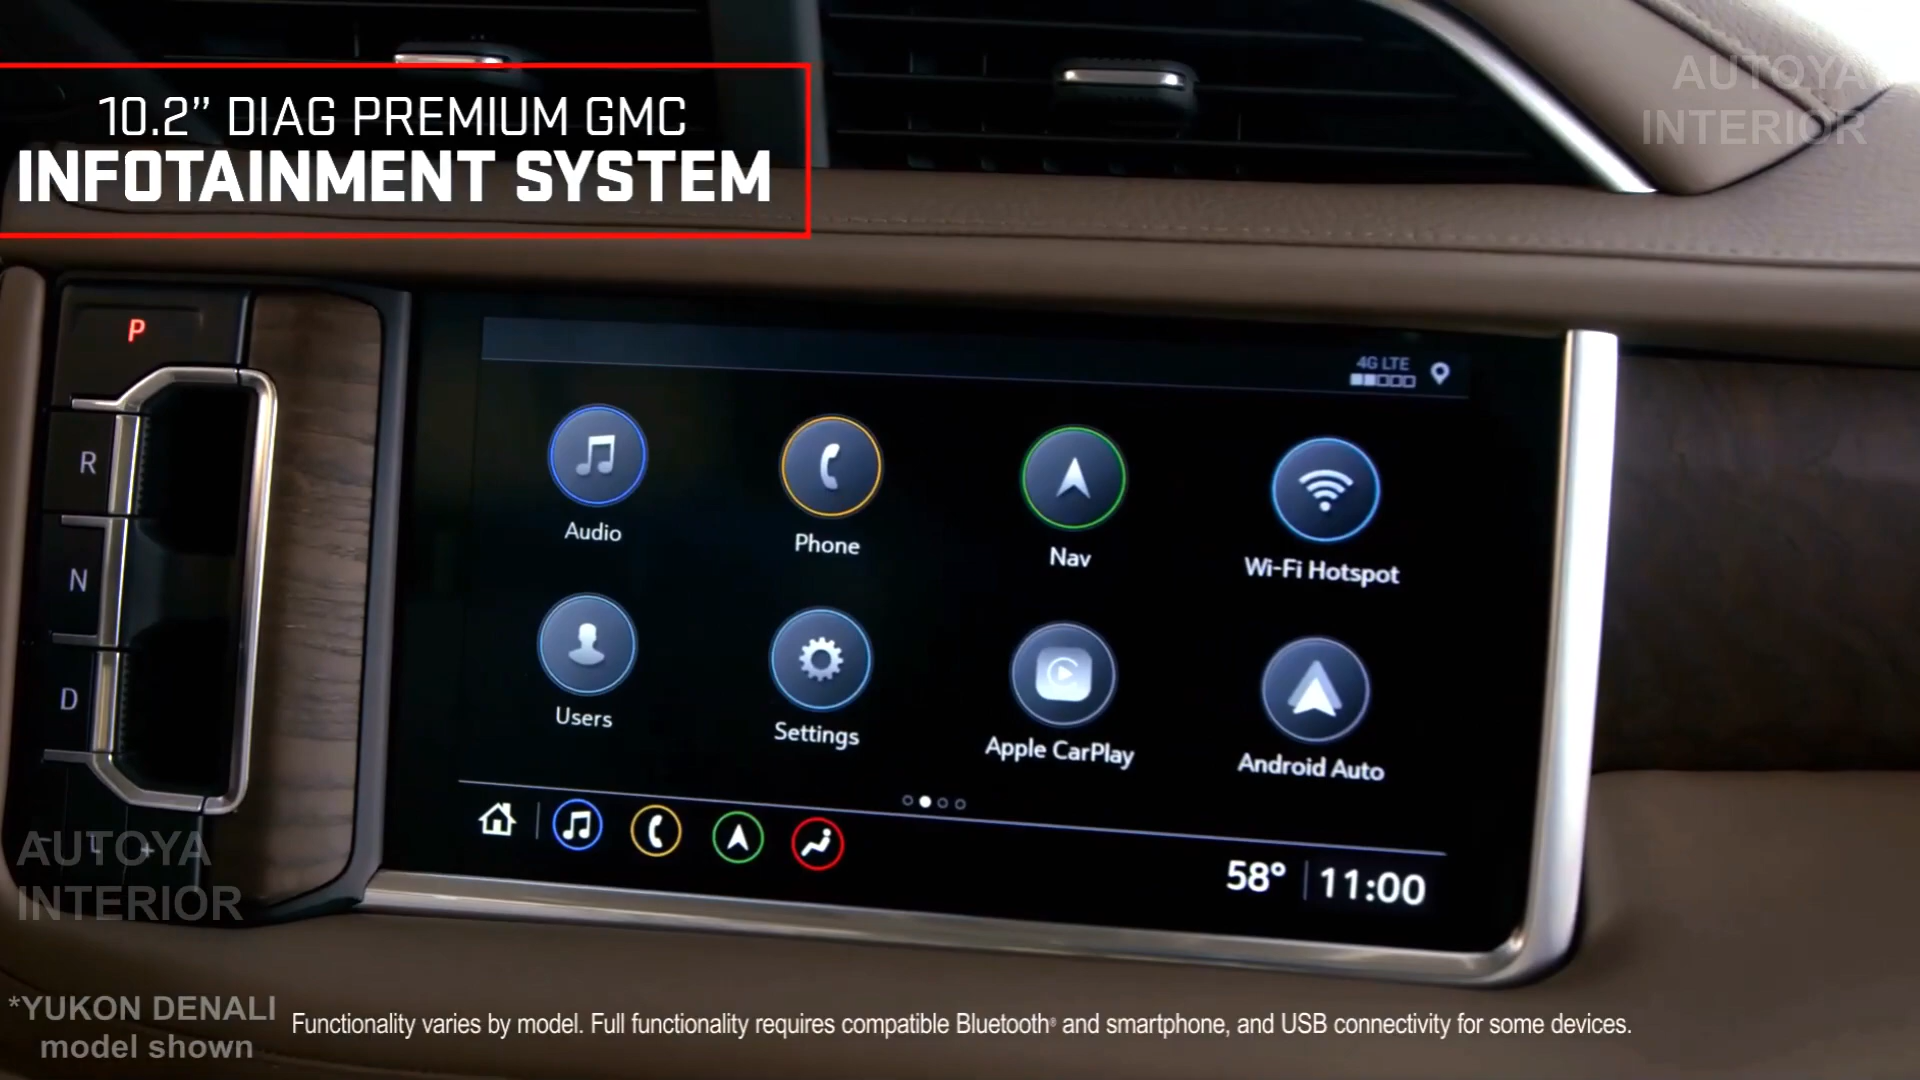 10.2” DIAG PREMIUM GMC
INFOTAINMENT SYSTEM
AUTOYA
INTERIOR
P
R
N
D
L +
4G LTE
Audio
Phone
Nav
Wi-Fi Hotspot
Users
Settings
Apple CarPlay
Android Auto
58° 11:00
AUTOYA
INTERIOR
*YUKON DENALI
model shown
Functionality varies by model. Full functionality requires compatible Bluetooth® and smartphone, and USB connectivity for some devices.